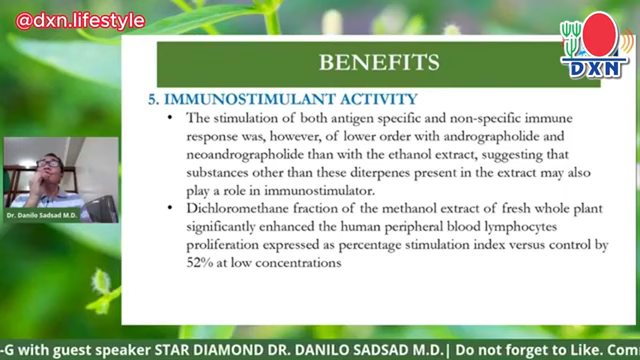 @dxn.lifestyle
DXN
BENEFITS
5. IMMUNOSTIMULANT ACTIVITY
• The stimulation of both antigen specific and non-specific immune
response was, however, of lower order with andrographolide and
neoandrographolide than with the ethanol extract, suggesting that
substances other than these diterpenes present in the extract may also
play a role in immunostimulator.
• Dichloromethane fraction of the methanol extract of fresh whole plant
significantly enhanced the human peripheral blood lymphocytes
proliferation expressed as percentage stimulation index versus control by
52% at low concentrations
Dr. Danilo Sadsad M.D.
-G with guest speaker STAR DIAMOND DR. DANILO SADSAD M.D.| Do not forget to Like. Com